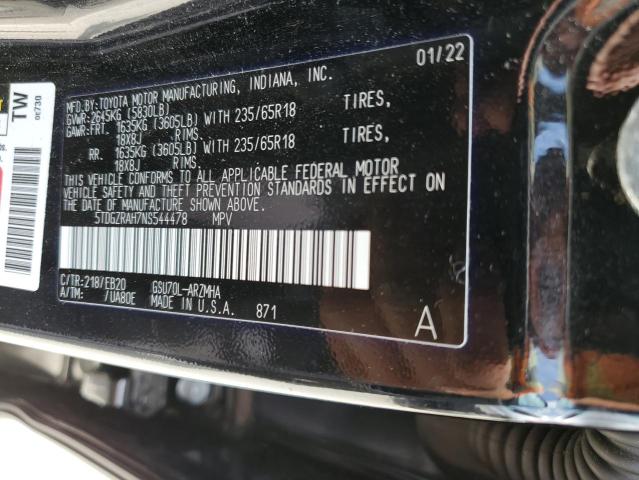 01/22
MFD. BY:TOYOTA MOTOR MANUFACTURING, INDIANA, INC.
GVWR:2645KG (5830LB)
GAWR:FRT. 1635KG (3605LB) WITH 235/65R18 TIRES,
18X8J RIMS.
RR. 1635KG (3605LB) WITH 235/65R18 TIRES,
18X8J RIMS.
THIS VEHICLE CONFORMS TO ALL APPLICABLE FEDERAL MOTOR
VEHICLE SAFETY AND THEFT PREVENTION STANDARDS IN EFFECT ON
THE DATE OF MANUFACTURE SHOWN ABOVE.
5TDGZRAH7NS544478 MPV
C/TR:218/EB20 GSU70L-ARZMHA
A/TM: /UA80E MADE IN U.S.A. 871
A
TW
0E730